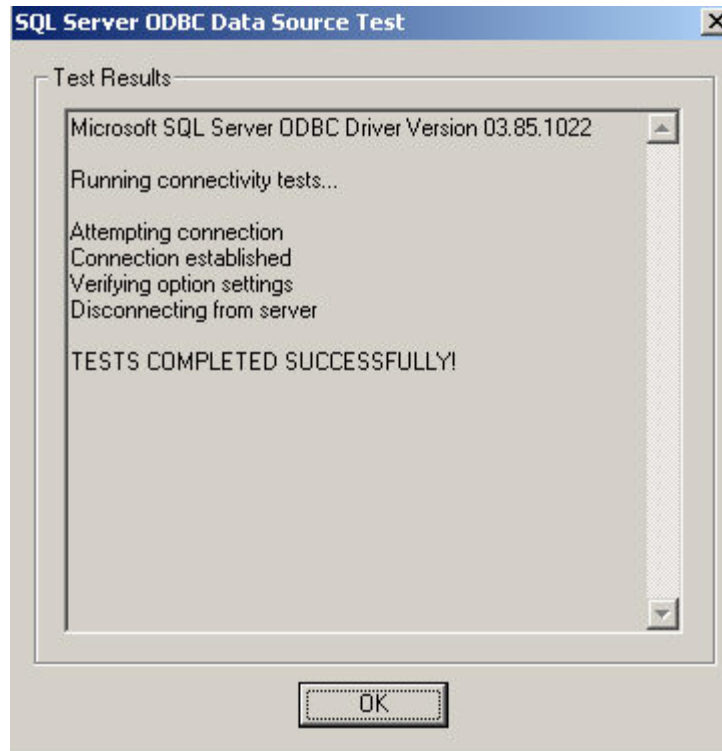 SQL Server ODBC Data Source Test
Test Results
Microsoft SQL Server ODBC Driver Version 03.85.1022
Running connectivity tests...
Attempting connection
Connection established
Verifying option settings
Disconnecting from server
TESTS COMPLETED SUCCESSFULLY!
OK